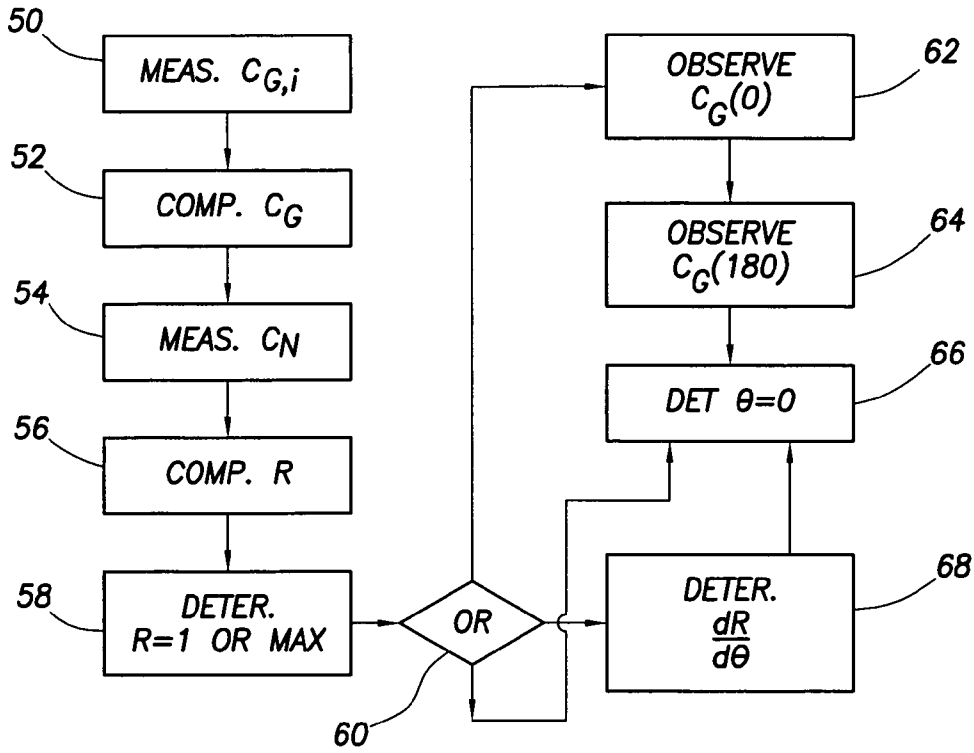 50
MEAS. C_G,i
52
COMP. C_G
54
MEAS. C_N
56
COMP. R
58
DETER.
R=1 OR MAX
OR
60
OBSERVE
C_G(0)
62
OBSERVE
C_G(180)
64
DET θ=0
66
DETER.
dR
dθ
68